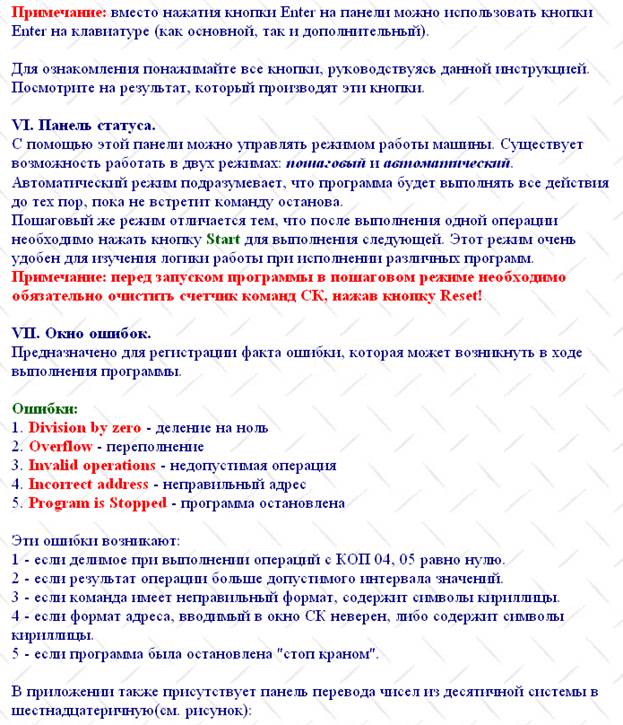 Примечание: вместо нажатия кнопки Enter на панели можно использовать кнопки
Enter на клавиатуре (как основной, так и дополнительный).
Для ознакомления понажимайте все кнопки, руководствуясь данной инструкцией.
Посмотрите на результат, который производят эти кнопки.
VI. Панель статуса.
С помощью этой панели можно управлять режимом работы машины. Существует
возможность работать в двух режимах: пошаговый и автоматический.
Автоматический режим подразумевает, что программа будет выполнять все действия
до тех пор, пока не встретит команду останова.
Пошаговый же режим отличается тем, что после выполнения одной операции
необходимо нажать кнопку Start для выполнения следующей. Этот режим очень
удобен для изучения логики работы при исполнении различных программ.
Примечание: перед запуском программы в пошаговом режиме необходимо
обязательно очистить счетчик команд СК, нажав кнопку Reset!
VII. Окно ошибок.
Предназначено для регистрации факта ошибки, которая может возникнуть в ходе
выполнения программы.
Ошибки:
1. Division by zero - деление на ноль
2. Overflow - переполнение
3. Invalid operations - недопустимая операция
4. Incorrect address - неправильный адрес
5. Program is Stopped - программа остановлена
Эти ошибки возникают:
1 - если делимое при выполнении операций с КОП 04, 05 равно нулю.
2 - если результат операции больше допустимого интервала значений.
3 - если команда имеет неправильный формат, содержит символы кириллицы.
4 - если формат адреса, вводимый в окно СК неверен, либо содержит символы
кириллицы.
5 - если программа была остановлена "стоп краном".
В приложении также присутствует панель перевода чисел из десятичной системы в
шестнадцатеричную(см. рисунок):